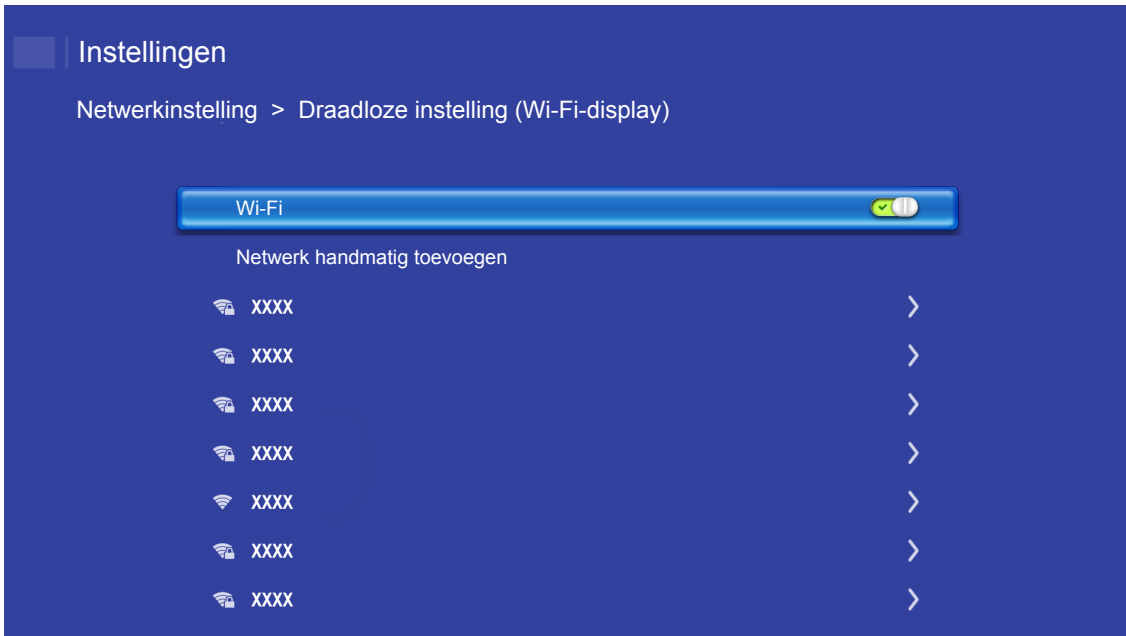 Instellingen
Netwerkinstelling > Draadloze instelling (Wi-Fi-display)
Wi-Fi
Netwerk handmatig toevoegen
XXXX
XXXX
XXXX
XXXX
XXXX
XXXX
XXXX